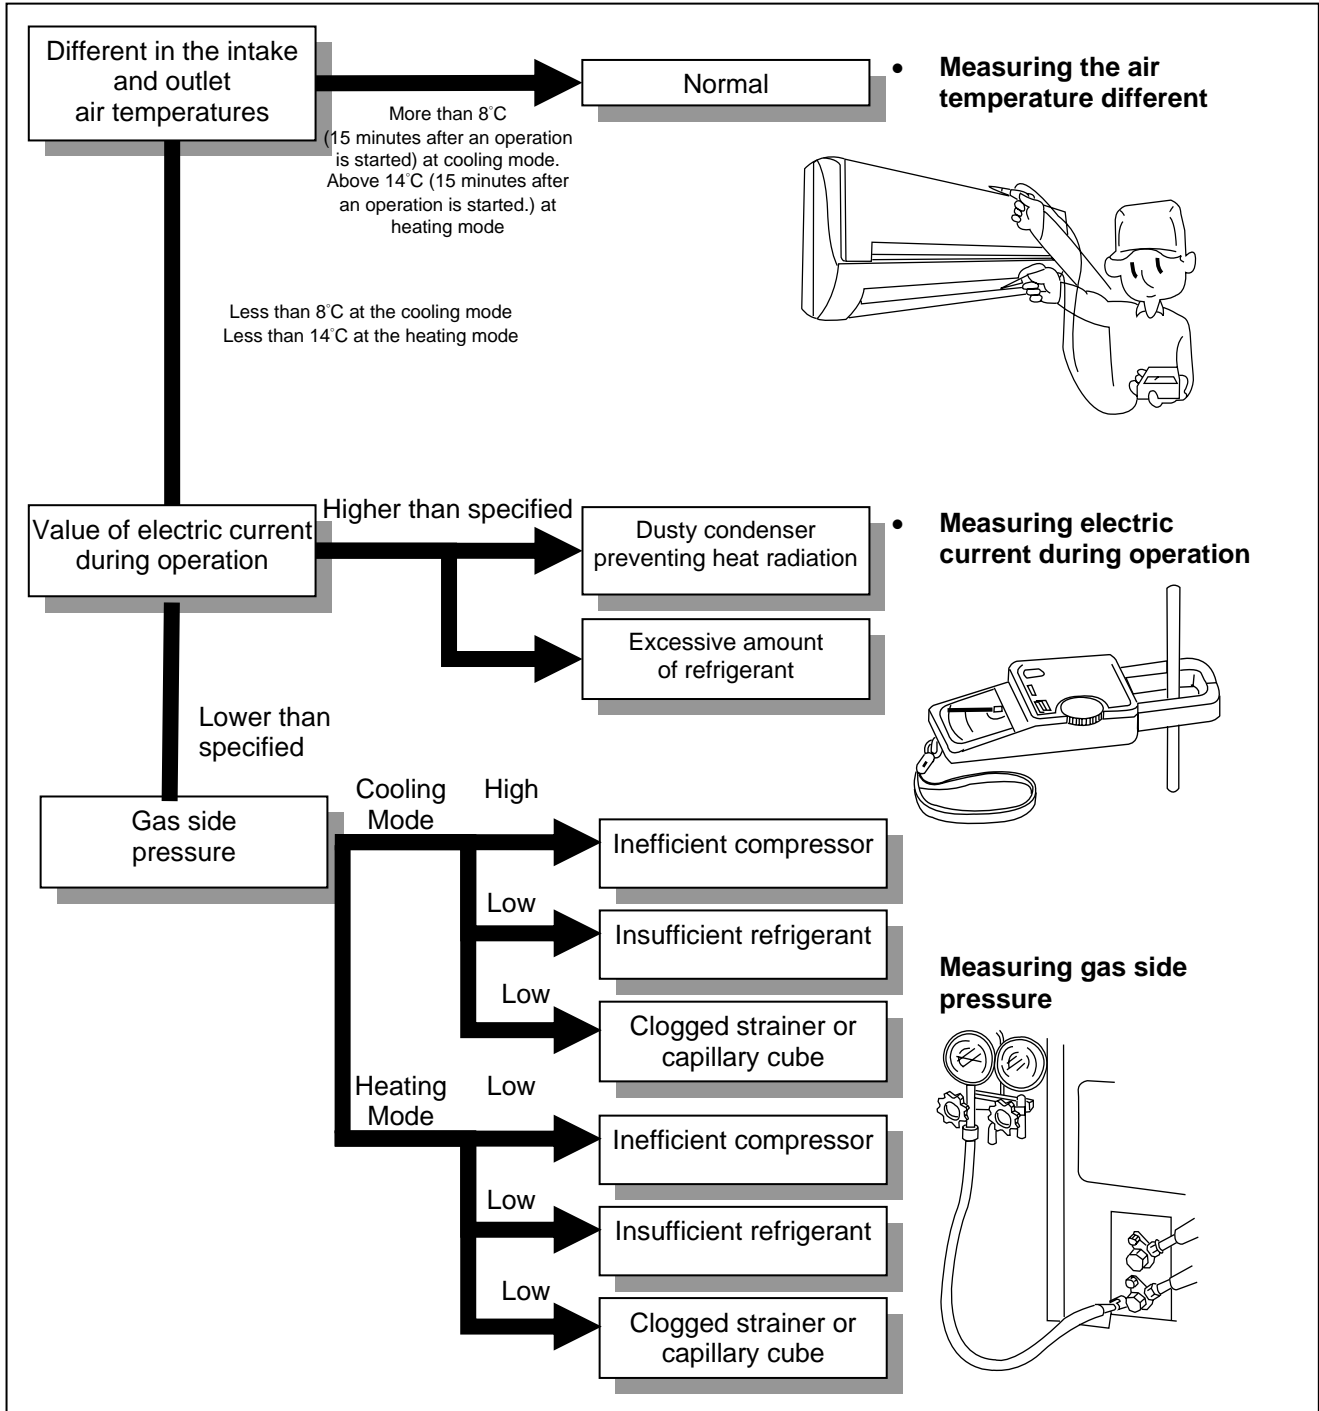 Different in the intake
and outlet
air temperatures
More than 8°C
(15 minutes after an operation
is started) at cooling mode.
Above 14°C (15 minutes after
an operation is started.) at
heating mode
Normal
• Measuring the air
temperature different
Less than 8°C at the cooling mode
Less than 14°C at the heating mode
Value of electric current
during operation
Higher than specified
Dusty condenser
preventing heat radiation
Excessive amount
of refrigerant
• Measuring electric
current during operation
Lower than
specified
Gas side
pressure
Cooling
Mode
High
Inefficient compressor
Low
Insufficient refrigerant
Low
Clogged strainer or
capillary cube
Heating
Mode
Low
Inefficient compressor
Low
Insufficient refrigerant
Low
Clogged strainer or
capillary cube
Measuring gas side
pressure